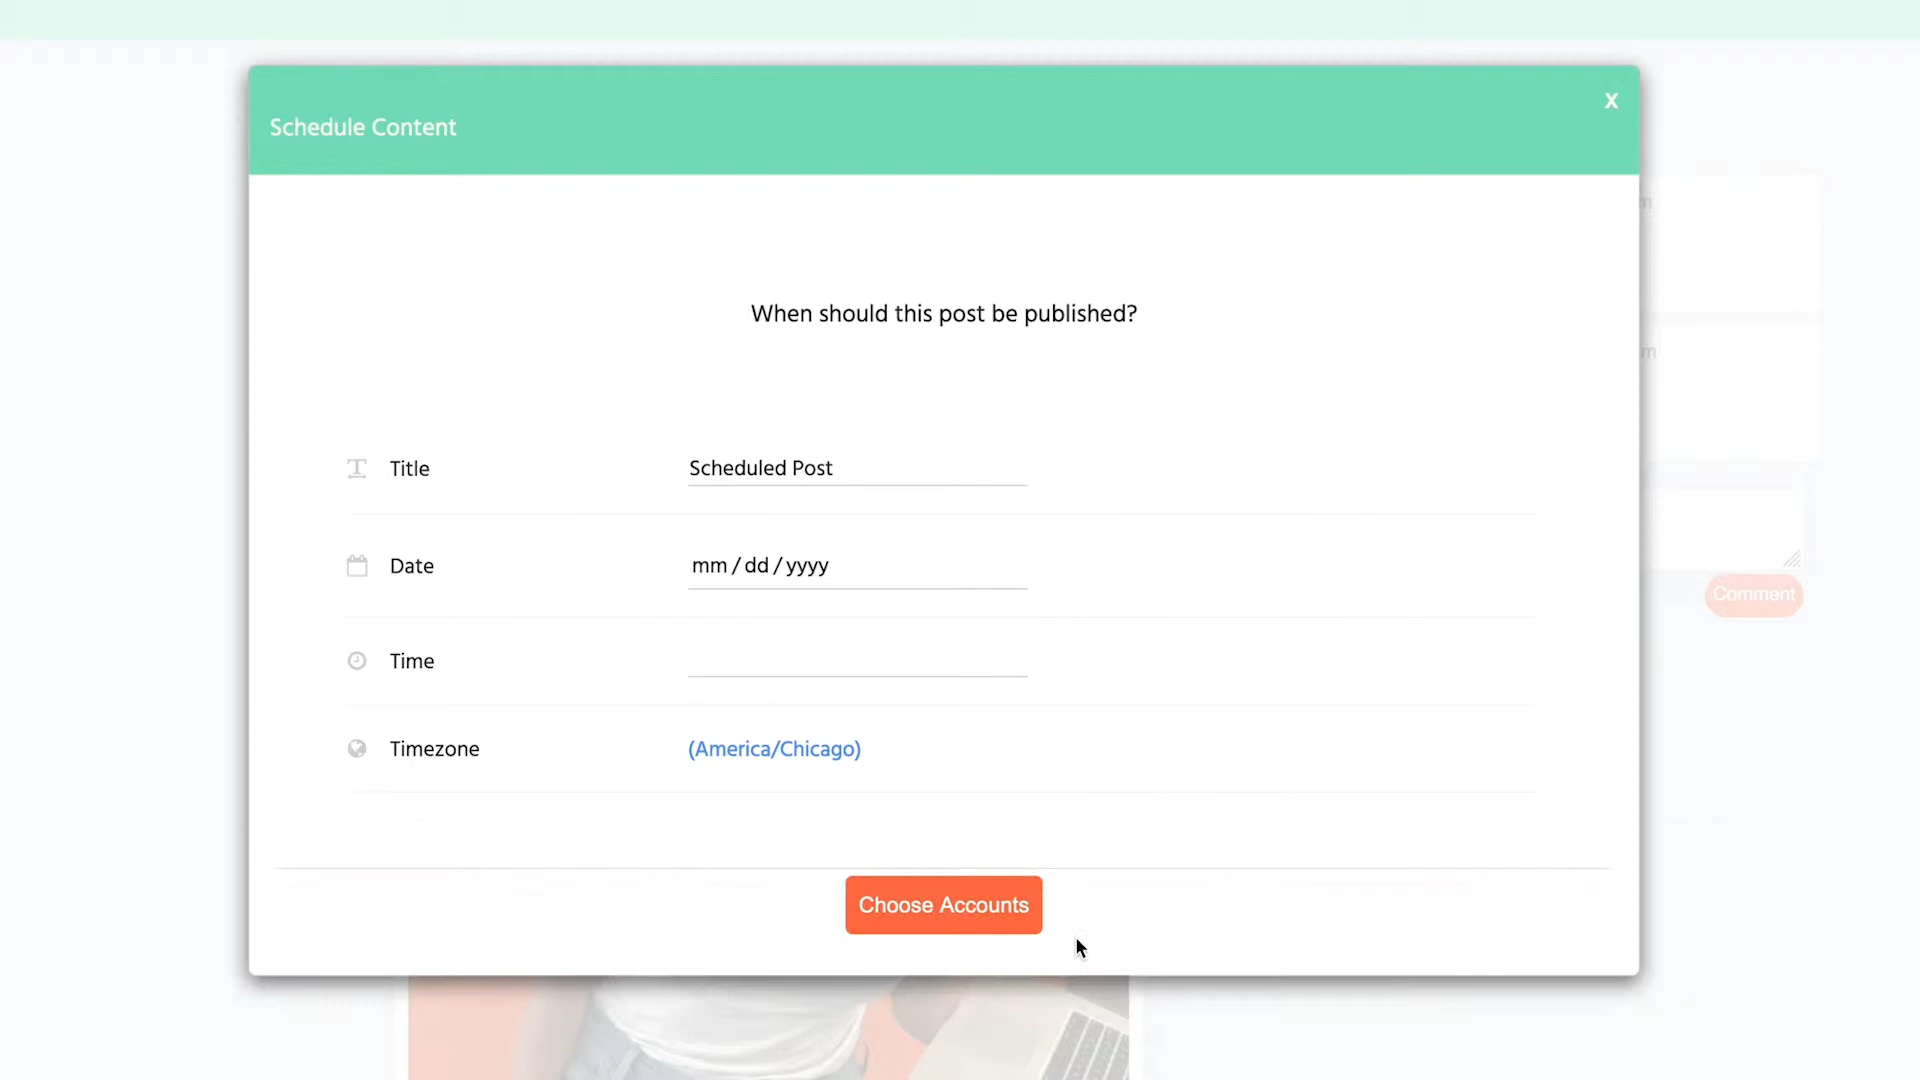 X
Schedule Content
When should this post be published?
Title
Scheduled Post
Date
mm / dd / yyyy
Time
Timezone
(America/Chicago)
Choose Accounts
m
m
Comment